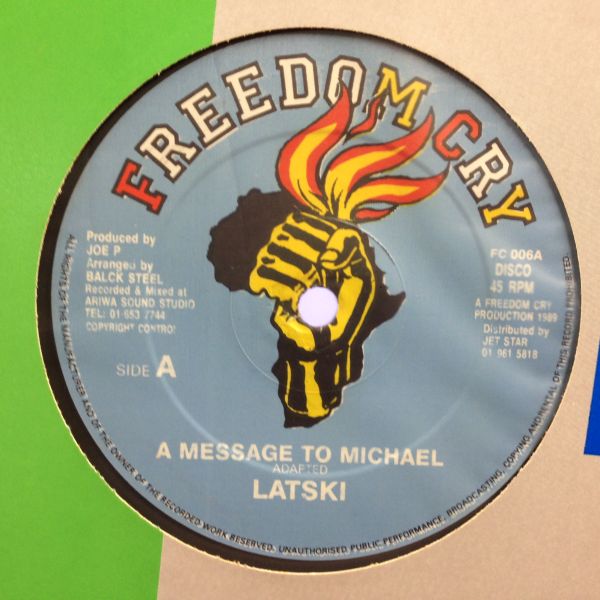 FREEDOM CRY
Produced by
JOE P
Arranged by
BALCK STEEL
Recorded & Mixed at
ARIWA SOUND STUDIO
TEL: 01 653 7744
COPYRIGHT CONTROL
FC 006A
DISCO
45 RPM
A FREEDOM CRY
PRODUCTION 1989
Distributed by
JET STAR
01 961 5818
SIDE A
A MESSAGE TO MICHAEL
ADAPTED
LATSKI
ALL RIGHTS OF THE MANUFACTURER AND OF THE OWNER OF THE RECORDED WORK RESERVED. UNAUTHORISED PUBLIC PERFORMANCE, BROADCASTING, COPYING AND RENTAL OF THIS RECORD PROHIBITED